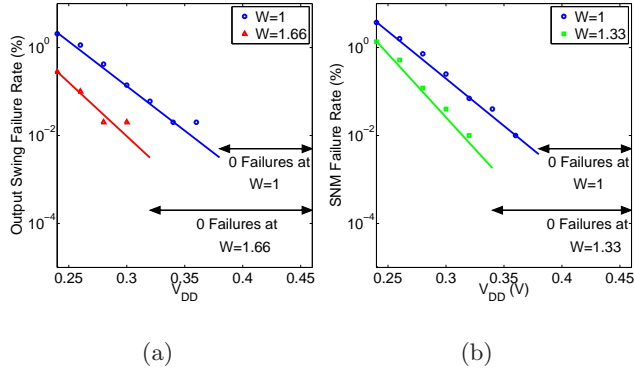 Output Swing Failure Rate (%)
10^0
10^-2
10^-4
W=1
W=1.66
0 Failures at
W=1
0 Failures at
W=1.66
0.25 0.3 0.35 0.4 0.45
V_DD
(a)
SNM Failure Rate (%)
10^0
10^-2
10^-4
W=1
W=1.33
0 Failures at
W=1
0 Failures at
W=1.33
0.25 0.3 0.35 0.4 0.45
V_DD (V)
(b)